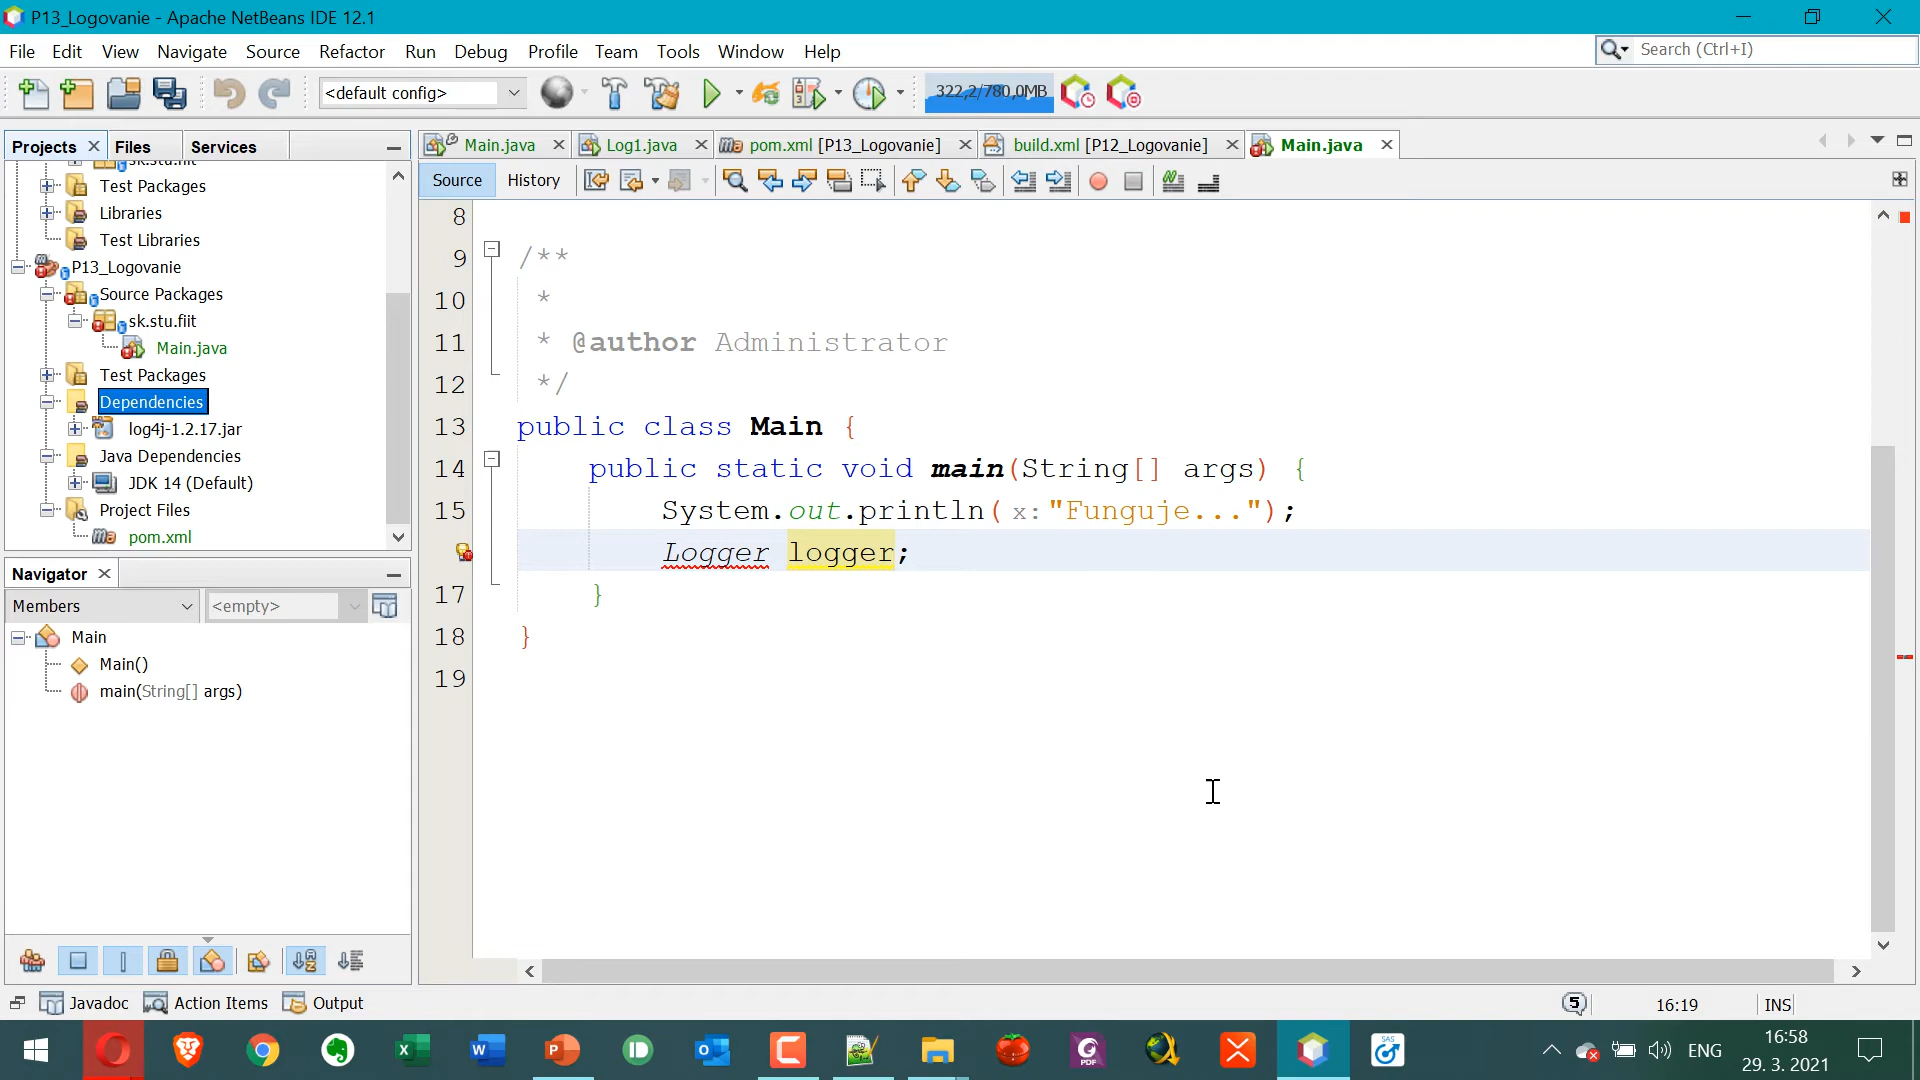 P13_Logovanie - Apache NetBeans IDE 12.1
File Edit View Navigate Source Refactor Run Debug Profile Team Tools Window Help
Search (Ctrl+I)
<default config>
322,2/780,0MB
Projects Files Services
Main.java Log1.java pom.xml [P13_Logovanie] build.xml [P12_Logovanie] Main.java
Source History
sk.stu.fiit
Test Packages
Libraries
Test Libraries
P13_Logovanie
Source Packages
sk.stu.fiit
Main.java
Test Packages
Dependencies
log4j-1.2.17.jar
Java Dependencies
JDK 14 (Default)
Project Files
pom.xml
8
9 /**
10 *
11 * @author Administrator
12 */
13 public class Main {
14 public static void main(String[] args) {
15 System.out.println(x:"Funguje...");
Logger logger;
17 }
18 }
19
Navigator
Members
<empty>
Main
Main()
main(String[] args)
Javadoc Action Items Output
5
16:19
INS
ENG
16:58
29. 3. 2021
PDF
SAS